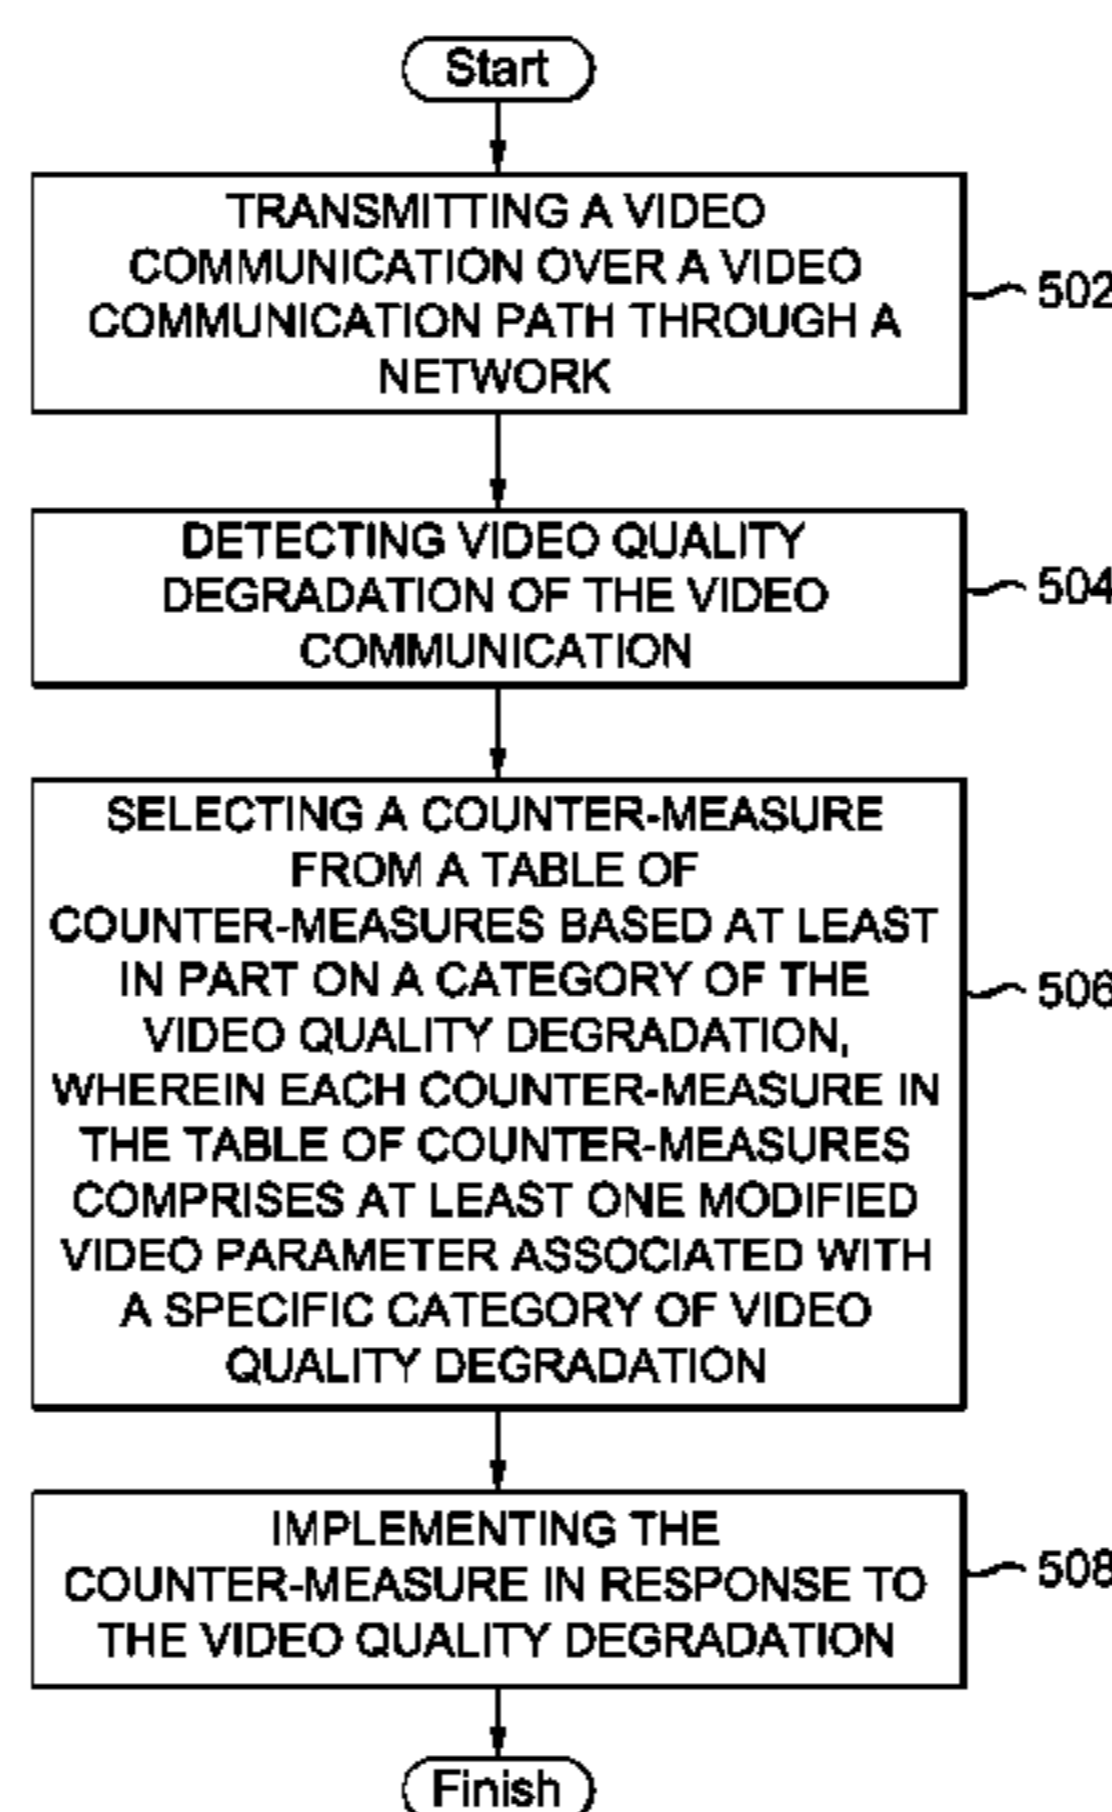 Start
TRANSMITTING A VIDEO
COMMUNICATION OVER A VIDEO
COMMUNICATION PATH THROUGH A
NETWORK
502
DETECTING VIDEO QUALITY
DEGRADATION OF THE VIDEO
COMMUNICATION
504
SELECTING A COUNTER-MEASURE
FROM A TABLE OF
COUNTER-MEASURES BASED AT LEAST
IN PART ON A CATEGORY OF THE
VIDEO QUALITY DEGRADATION,
WHEREIN EACH COUNTER-MEASURE IN
THE TABLE OF COUNTER-MEASURES
COMPRISES AT LEAST ONE MODIFIED
VIDEO PARAMETER ASSOCIATED WITH
A SPECIFIC CATEGORY OF VIDEO
QUALITY DEGRADATION
506
IMPLEMENTING THE
COUNTER-MEASURE IN RESPONSE TO
THE VIDEO QUALITY DEGRADATION
508
Finish